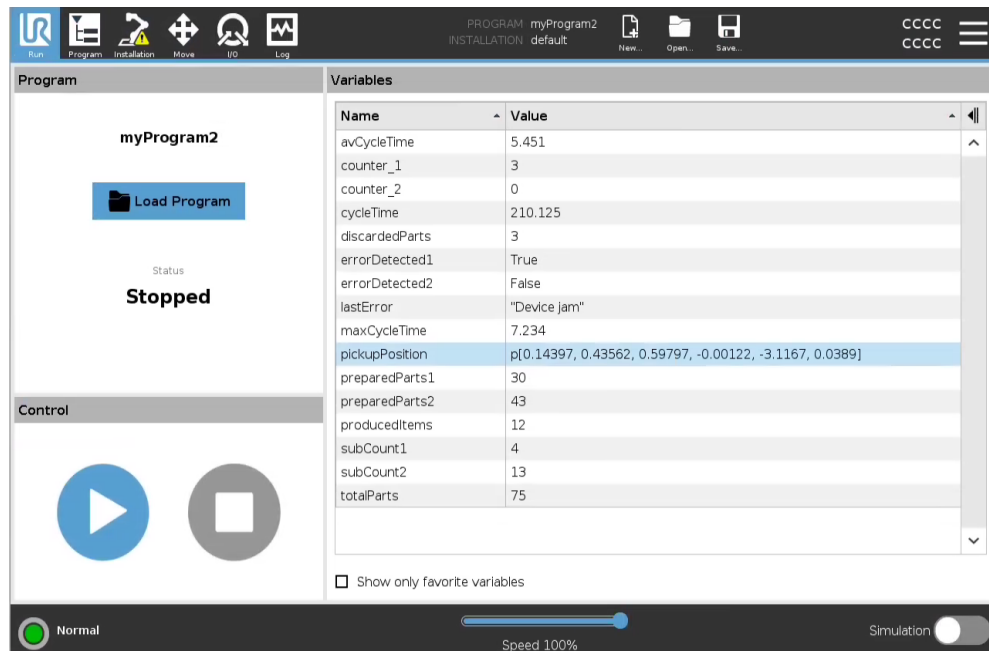 UR
PROGRAM myProgram2
INSTALLATION default
CCCC
CCCC
Run Program Installation Move I/O Log New... Open... Save...
Program
myProgram2
Load Program
Status
Stopped
Control
Variables
Name Value
avCycleTime 5.451
counter_1 3
counter_2 0
cycleTime 210.125
discardedParts 3
errorDetected1 True
errorDetected2 False
lastError "Device jam"
maxCycleTime 7.234
pickupPosition p[0.14397, 0.43562, 0.59797, -0.00122, -3.1167, 0.0389]
preparedParts1 30
preparedParts2 43
producedItems 12
subCount1 4
subCount2 13
totalParts 75
Show only favorite variables
Normal
Speed 100%
Simulation